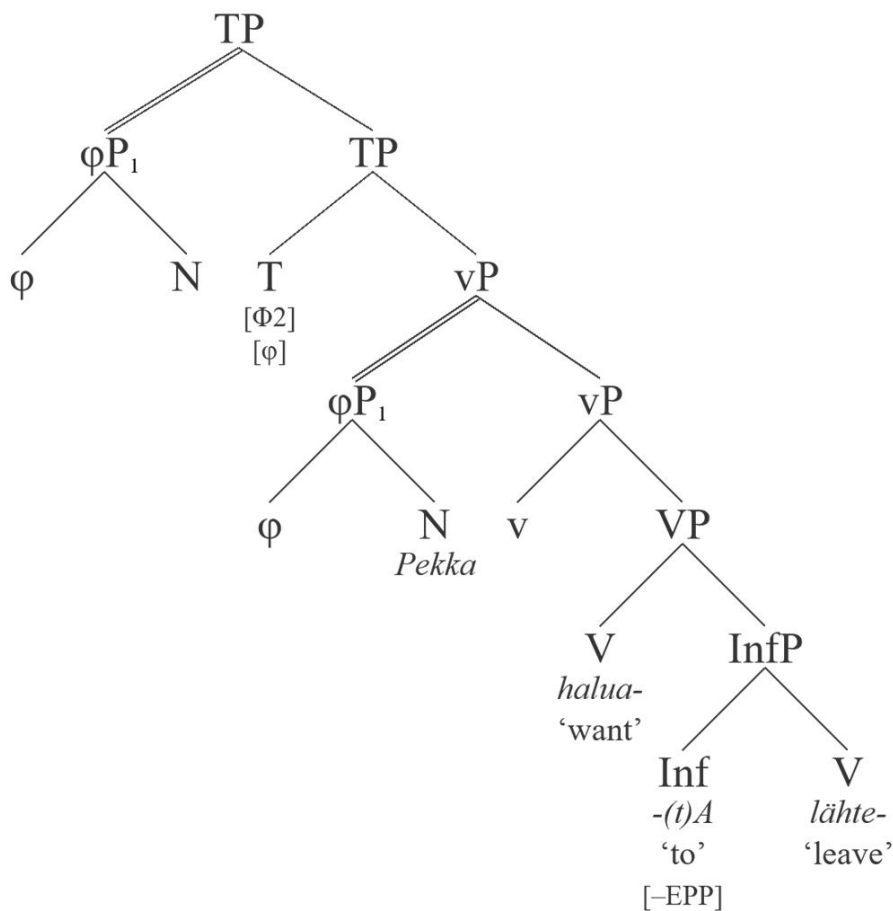 TP
φP₁ TP
φ N T vP
[Φ2]
[φ]
φP₁ vP
φ N v VP
Pekka
V InfP
halua-
‘want’
Inf V
-(t)A lähte-
‘to’ ‘leave’
[–EPP]